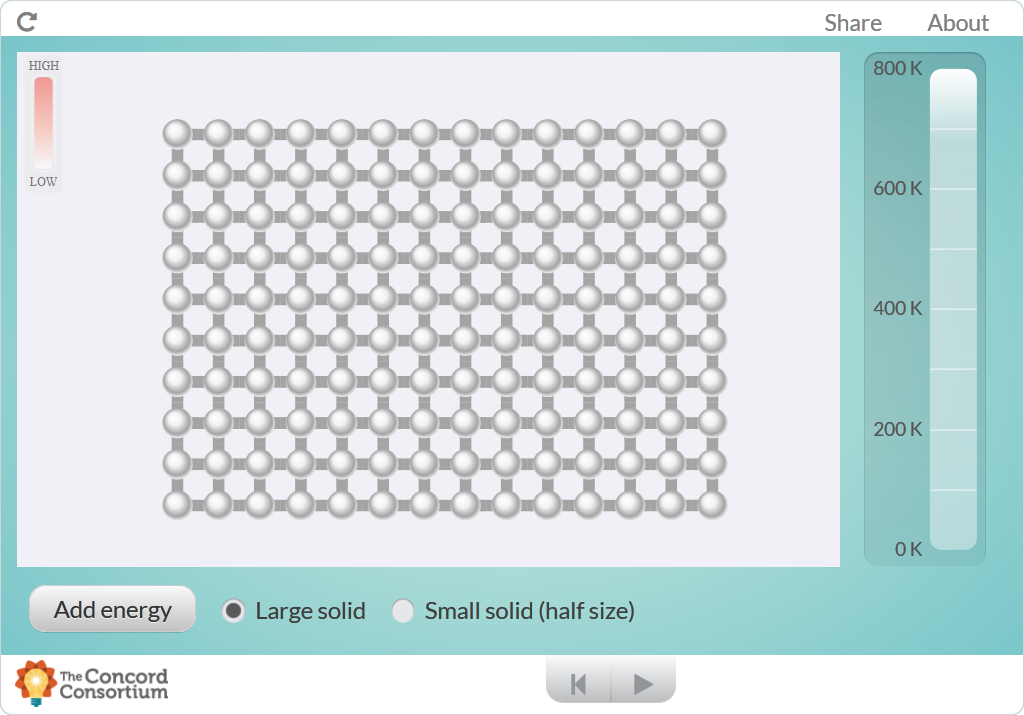 Share About
HIGH
LOW
800 K
600 K
400 K
200 K
0 K
Add energy
Large solid
Small solid (half size)
The Concord
Consortium